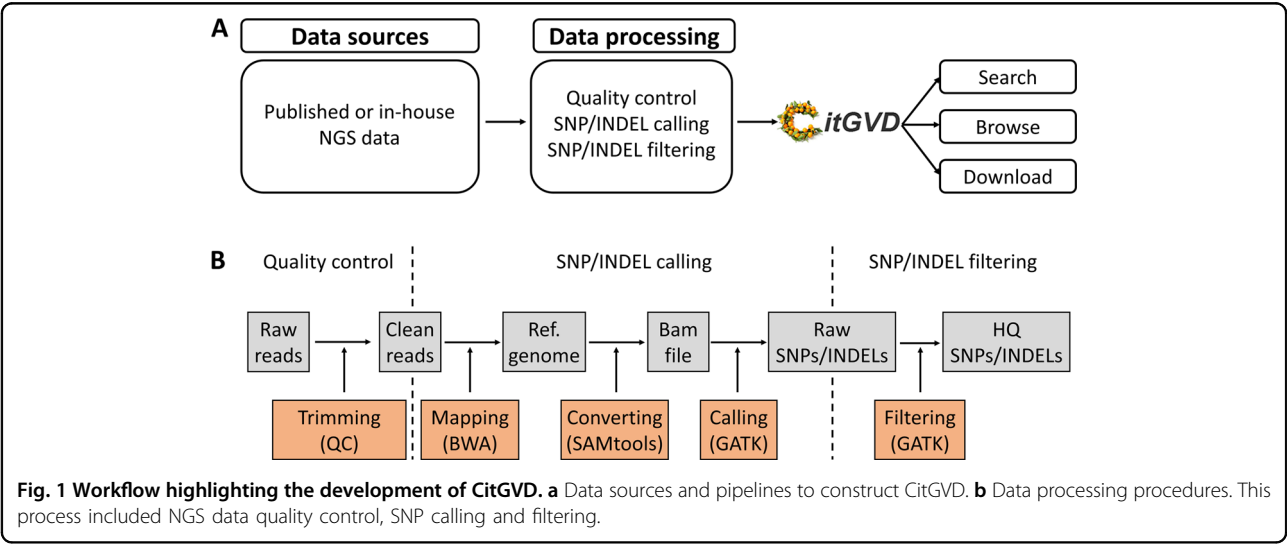 A
Data sources
Data processing
Published or in-house
NGS data
Quality control
SNP/INDEL calling
SNP/INDEL filtering
CitGVD
Search
Browse
Download
B
Quality control
SNP/INDEL calling
SNP/INDEL filtering
Raw
reads
Clean
reads
Ref.
genome
Bam
file
Raw
SNPs/INDELs
HQ
SNPs/INDELs
Trimming
(QC)
Mapping
(BWA)
Converting
(SAMtools)
Calling
(GATK)
Filtering
(GATK)
Fig. 1 Workflow highlighting the development of CitGVD. a Data sources and pipelines to construct CitGVD. b Data processing procedures. This
process included NGS data quality control, SNP calling and filtering.